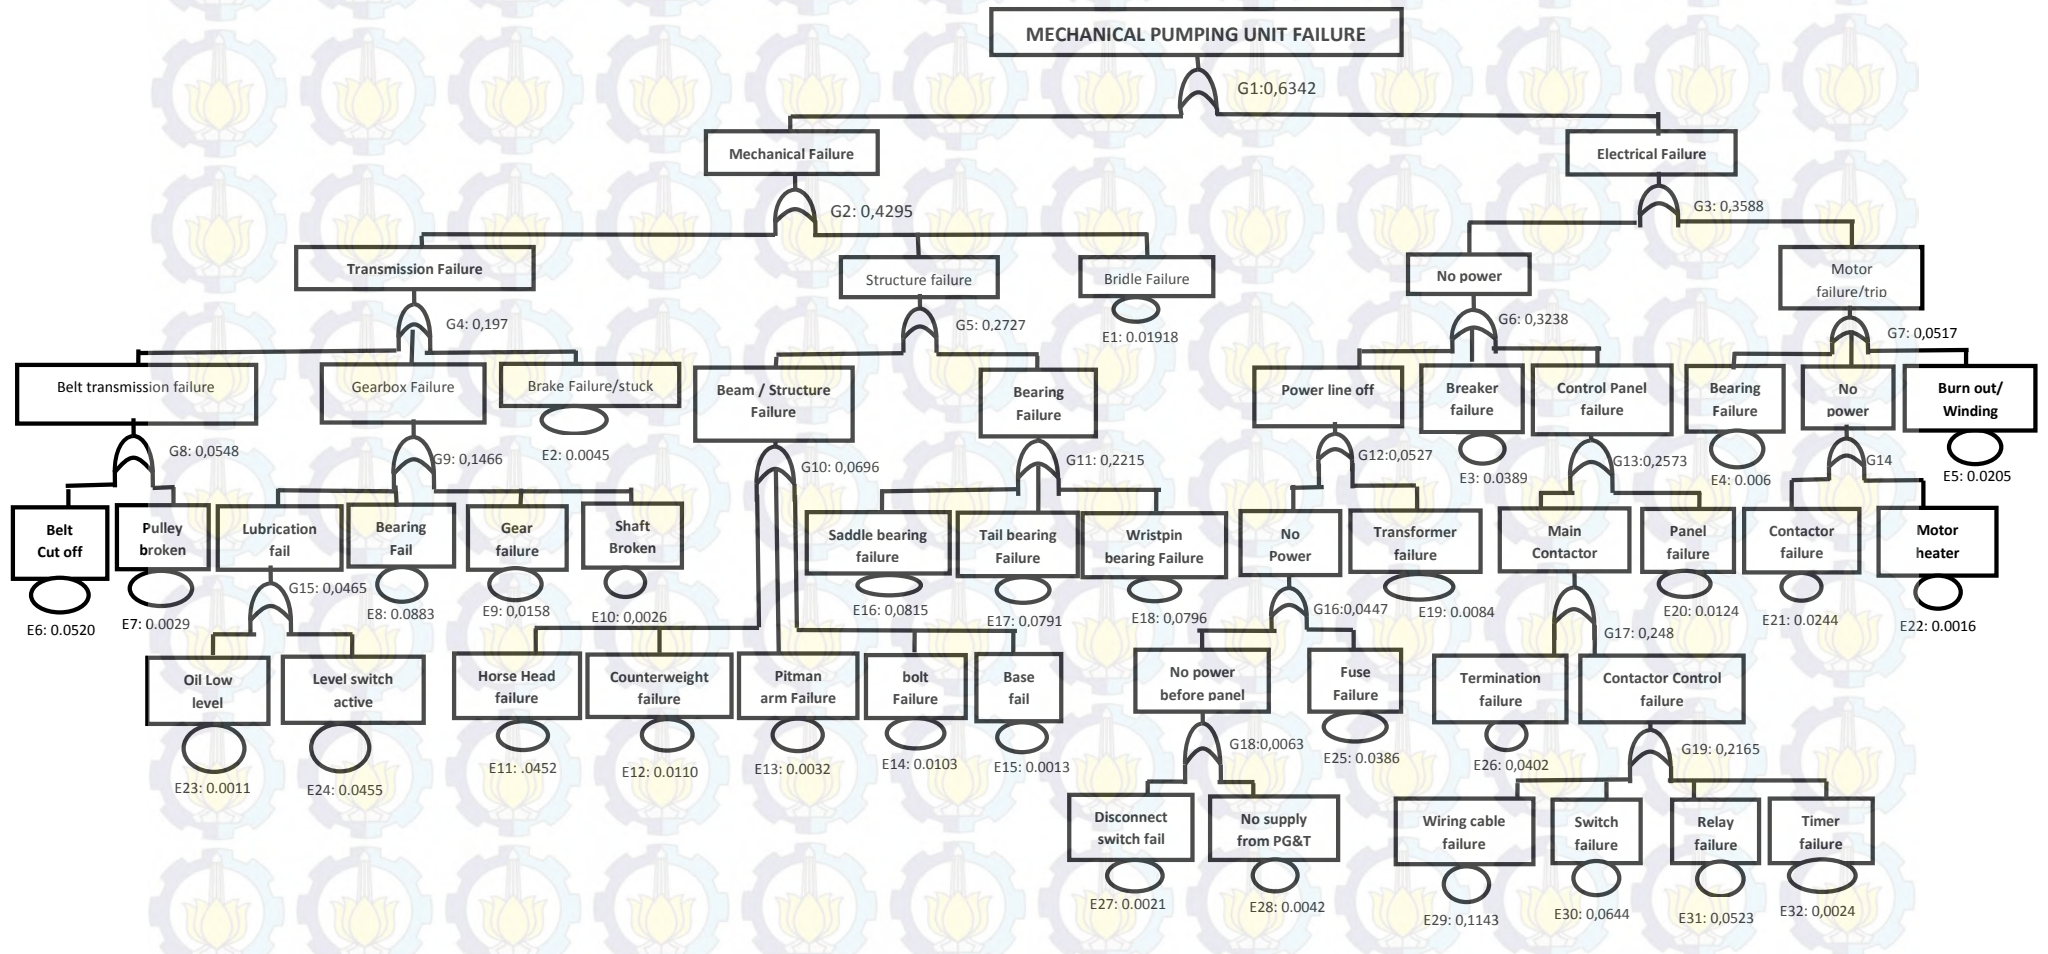 MECHANICAL PUMPING UNIT FAILURE
G1:0,6342
Mechanical Failure
Electrical Failure
G2: 0,4295
G3: 0,3588
Transmission Failure
Structure failure
Bridle Failure
No power
Motor
failure/trip
G4: 0,197
G5: 0,2727
E1: 0.01918
G6: 0,3238
G7: 0,0517
Belt transmission failure
Gearbox Failure
Brake Failure/stuck
Beam / Structure
Failure
Bearing
Failure
Power line off
Breaker
failure
Control Panel
failure
Bearing
Failure
No
power
Burn out/
Winding
G8: 0,0548
G9: 0,1466
E2: 0.0045
G10: 0,0696
G11: 0,2215
G12:0,0527
E3: 0.0389
G13:0,2573
E4: 0.006
G14
E5: 0.0205
Belt
Cut off
Pulley
broken
Lubrication
fail
Bearing
Fail
Gear
failure
Shaft
Broken
Saddle bearing
failure
Tail bearing
Failure
Wristpin
bearing Failure
No
Power
Transformer
failure
Main
Contactor
Panel
failure
Contactor
failure
Motor
heater
E6: 0.0520
E7: 0.0029
G15: 0,0465
E8: 0.0883
E9: 0,0158
E10: 0,0026
E16: 0,0815
E17: 0,0791
E18: 0,0796
G16:0,0447
E19: 0.0084
G17: 0,248
E20: 0.0124
E21: 0.0244
E22: 0.0016
Oil Low
level
Level switch
active
Horse Head
failure
Counterweight
failure
Pitman
arm Failure
bolt
Failure
Base
fail
No power
before panel
Fuse
Failure
Termination
failure
Contactor Control
failure
E23: 0.0011
E24: 0.0455
E11: .0452
E12: 0.0110
E13: 0.0032
E14: 0.0103
E15: 0.0013
G18:0,0063
E25: 0.0386
E26: 0,0402
G19: 0,2165
Disconnect
switch fail
No supply
from PG&T
Wiring cable
failure
Switch
failure
Relay
failure
Timer
failure
E27: 0.0021
E28: 0.0042
E29: 0,1143
E30: 0,0644
E31: 0,0523
E32: 0,0024